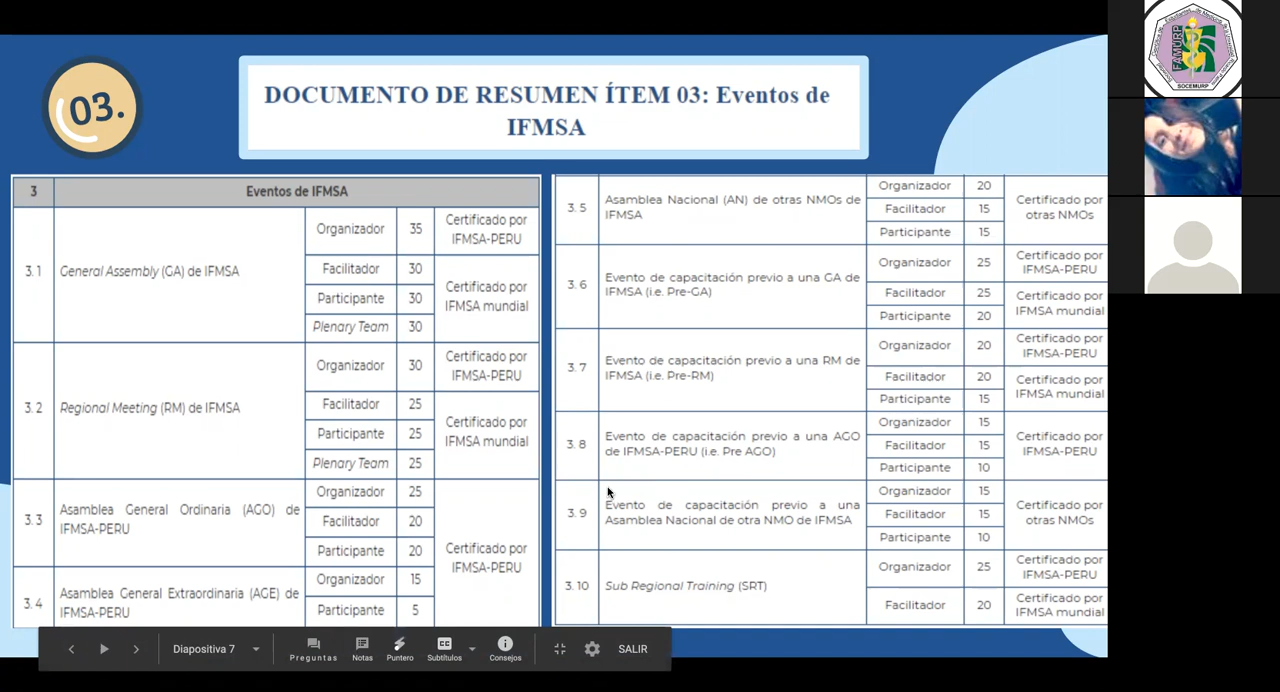 03.
DOCUMENTO DE RESUMEN ÍTEM 03: Eventos de
IFMSA
3 Eventos de IFMSA
3.1 General Assembly (GA) de IFMSA
Organizador 35 Certificado por
IFMSA-PERU
Facilitador 30
Participante 30
Plenary Team 30
Certificado por
IFMSA mundial
3.2 Regional Meeting (RM) de IFMSA
Organizador 30 Certificado por
IFMSA-PERU
Facilitador 25
Participante 25
Plenary Team 25
Certificado por
IFMSA mundial
3.3 Asamblea General Ordinaria (AGO) de
IFMSA-PERU
Organizador 25
Facilitador 20
Participante 20
3.4 Asamblea General Extraordinaria (AGE) de
IFMSA-PERU
Organizador 15
Participante 5
Certificado por
IFMSA-PERU
3.5 Asamblea Nacional (AN) de otras NMOs de
IFMSA
Organizador 20
Facilitador 15
Participante 15
Certificado por
otras NMOs
3.6 Evento de capacitación previo a una GA de
IFMSA (i.e. Pre-GA)
Organizador 25 Certificado por
IFMSA-PERU
Facilitador 25
Participante 20
Certificado por
IFMSA mundial
3.7 Evento de capacitación previo a una RM de
IFMSA (i.e. Pre-RM)
Organizador 20 Certificado por
IFMSA-PERU
Facilitador 20
Participante 15
Certificado por
IFMSA mundial
3.8 Evento de capacitación previo a una AGO
de IFMSA-PERU (i.e. Pre AGO)
Organizador 15
Facilitador 15
Participante 10
Certificado por
IFMSA-PERU
3.9 Evento de capacitación previo a una
Asamblea Nacional de otra NMO de IFMSA
Organizador 15
Facilitador 15
Participante 10
Certificado por
otras NMOs
3.10 Sub Regional Training (SRT)
Organizador 25 Certificado por
IFMSA-PERU
Facilitador 20 Certificado por
IFMSA mundial
Diapositiva 7
Preguntas
Notas
Puntero
CC
Subtítulos
Consejos
SALIR
FAMURP
SOCEMURP